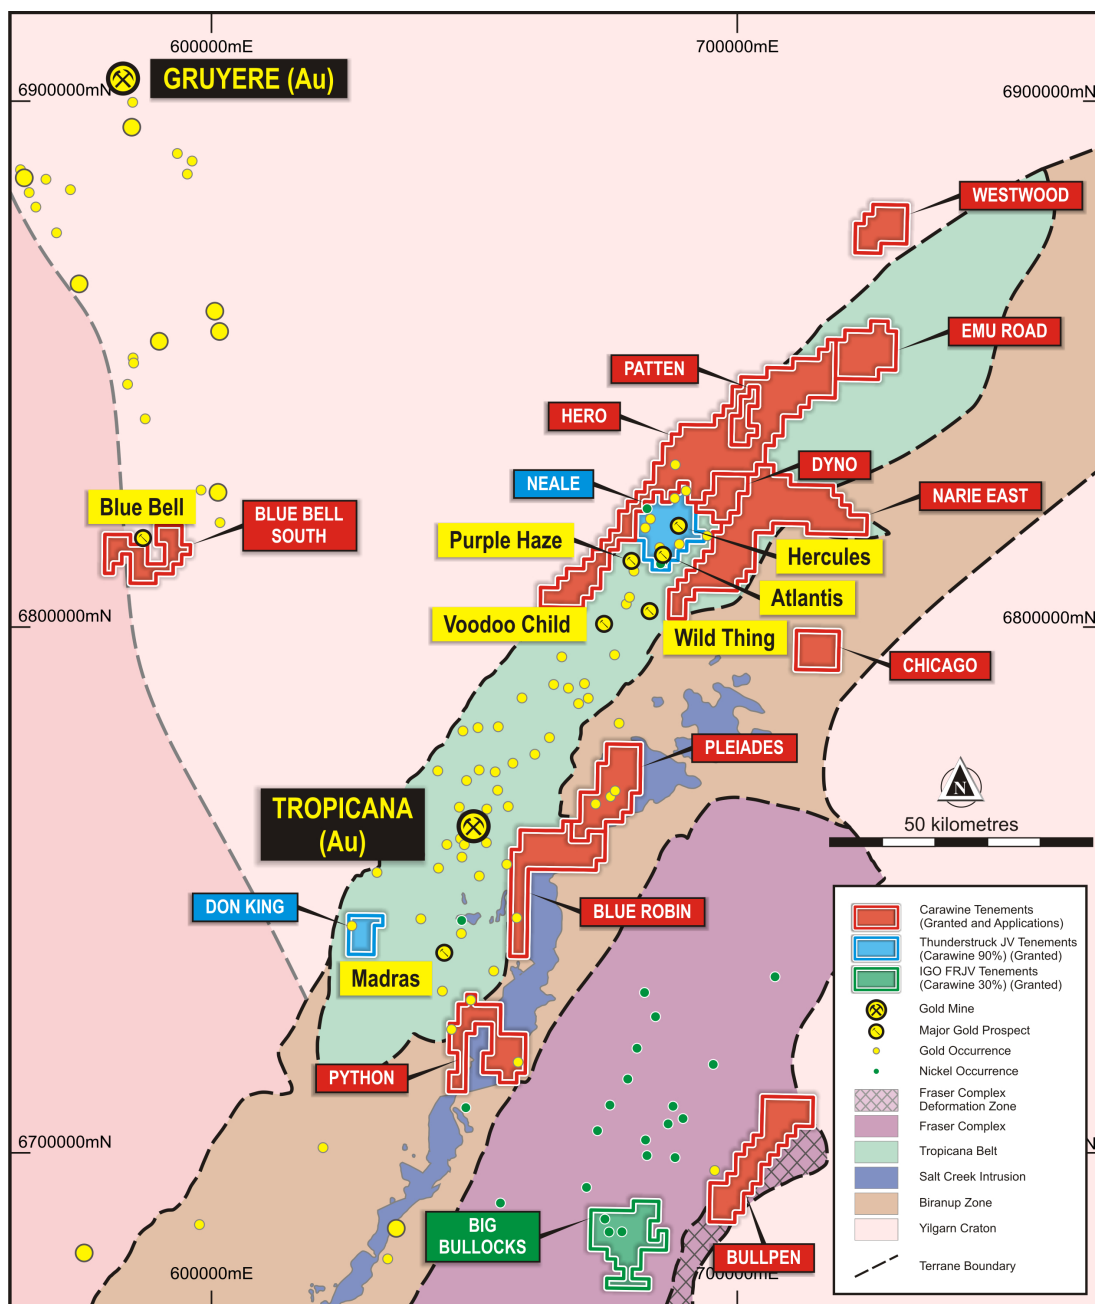 600000mE
700000mE
GRUYERE (Au)
6900000mN
6900000mN
WESTWOOD
EMU ROAD
PATTEN
HERO
DYNO
NEALE
NARIE EAST
Blue Bell
BLUE BELL
SOUTH
Purple Haze
Hercules
Atlantis
6800000mN
Voodoo Child
Wild Thing
6800000mN
CHICAGO
PLEIADES
N
TROPICANA
(Au)
50 kilometres
DON KING
BLUE ROBIN
Madras
PYTHON
6700000mN
N
BIG
BULLOCKS
BULLPEN
600000mE
700000mE
Carawine Tenements
(Granted and Applications)
Thunderstruck JV Tenements
(Carawine 90%) (Granted)
IGO FRJV Tenements
(Carawine 30%) (Granted)
Gold Mine
Major Gold Prospect
Gold Occurrence
Nickel Occurrence
Fraser Complex
Deformation Zone
Fraser Complex
Tropicana Belt
Salt Creek Intrusion
Biranup Zone
Yilgarn Craton
Terrane Boundary